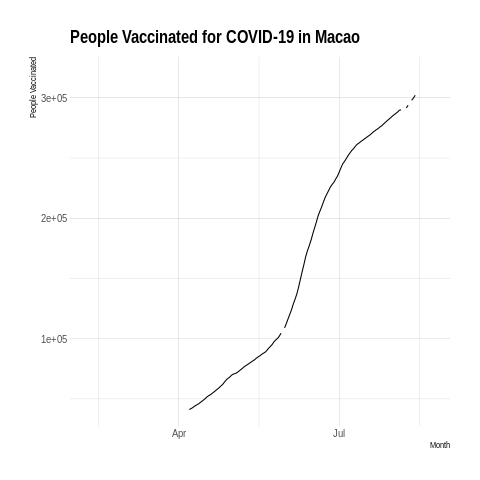 People Vaccinated for COVID-19 in Macao
People Vaccinated
3e+05
2e+05
1e+05
Apr
Jul
Month